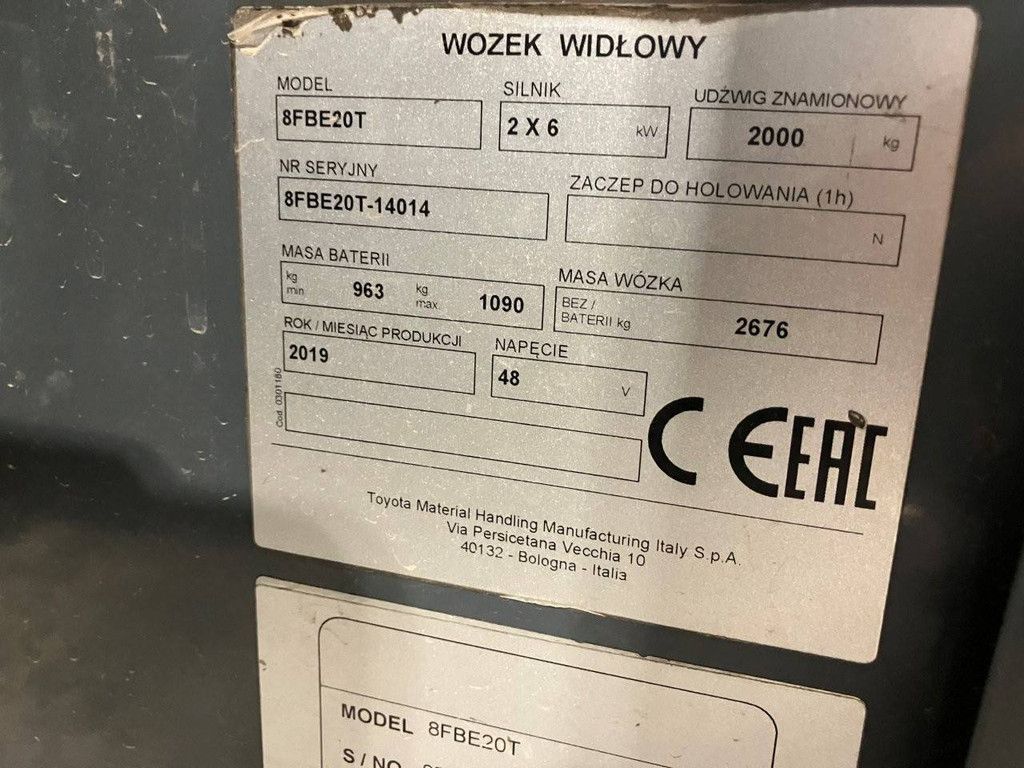 WOZEK WIDŁOWY
MODEL
8FBE20T
SILNIK
2 X 6 kW
UDŹWIG ZNAMIONOWY
2000 kg
NR SERYJNY
8FBE20T-14014
ZACZEP DO HOLOWANIA (1h)
N
MASA BATERII
kg min 963 kg max. 1090
MASA WÓZKA
BEZ / BATERII kg 2676
ROK / MIESIĄC PRODUKCJI
2019
NAPĘCIE
48 V
Cod. 0301180
CE EAC
Toyota Material Handling Manufacturing Italy S.p.A.
Via Persicetana Vecchia 10
40132 - Bologna - Italia
MODEL 8FBE20T
S / NO